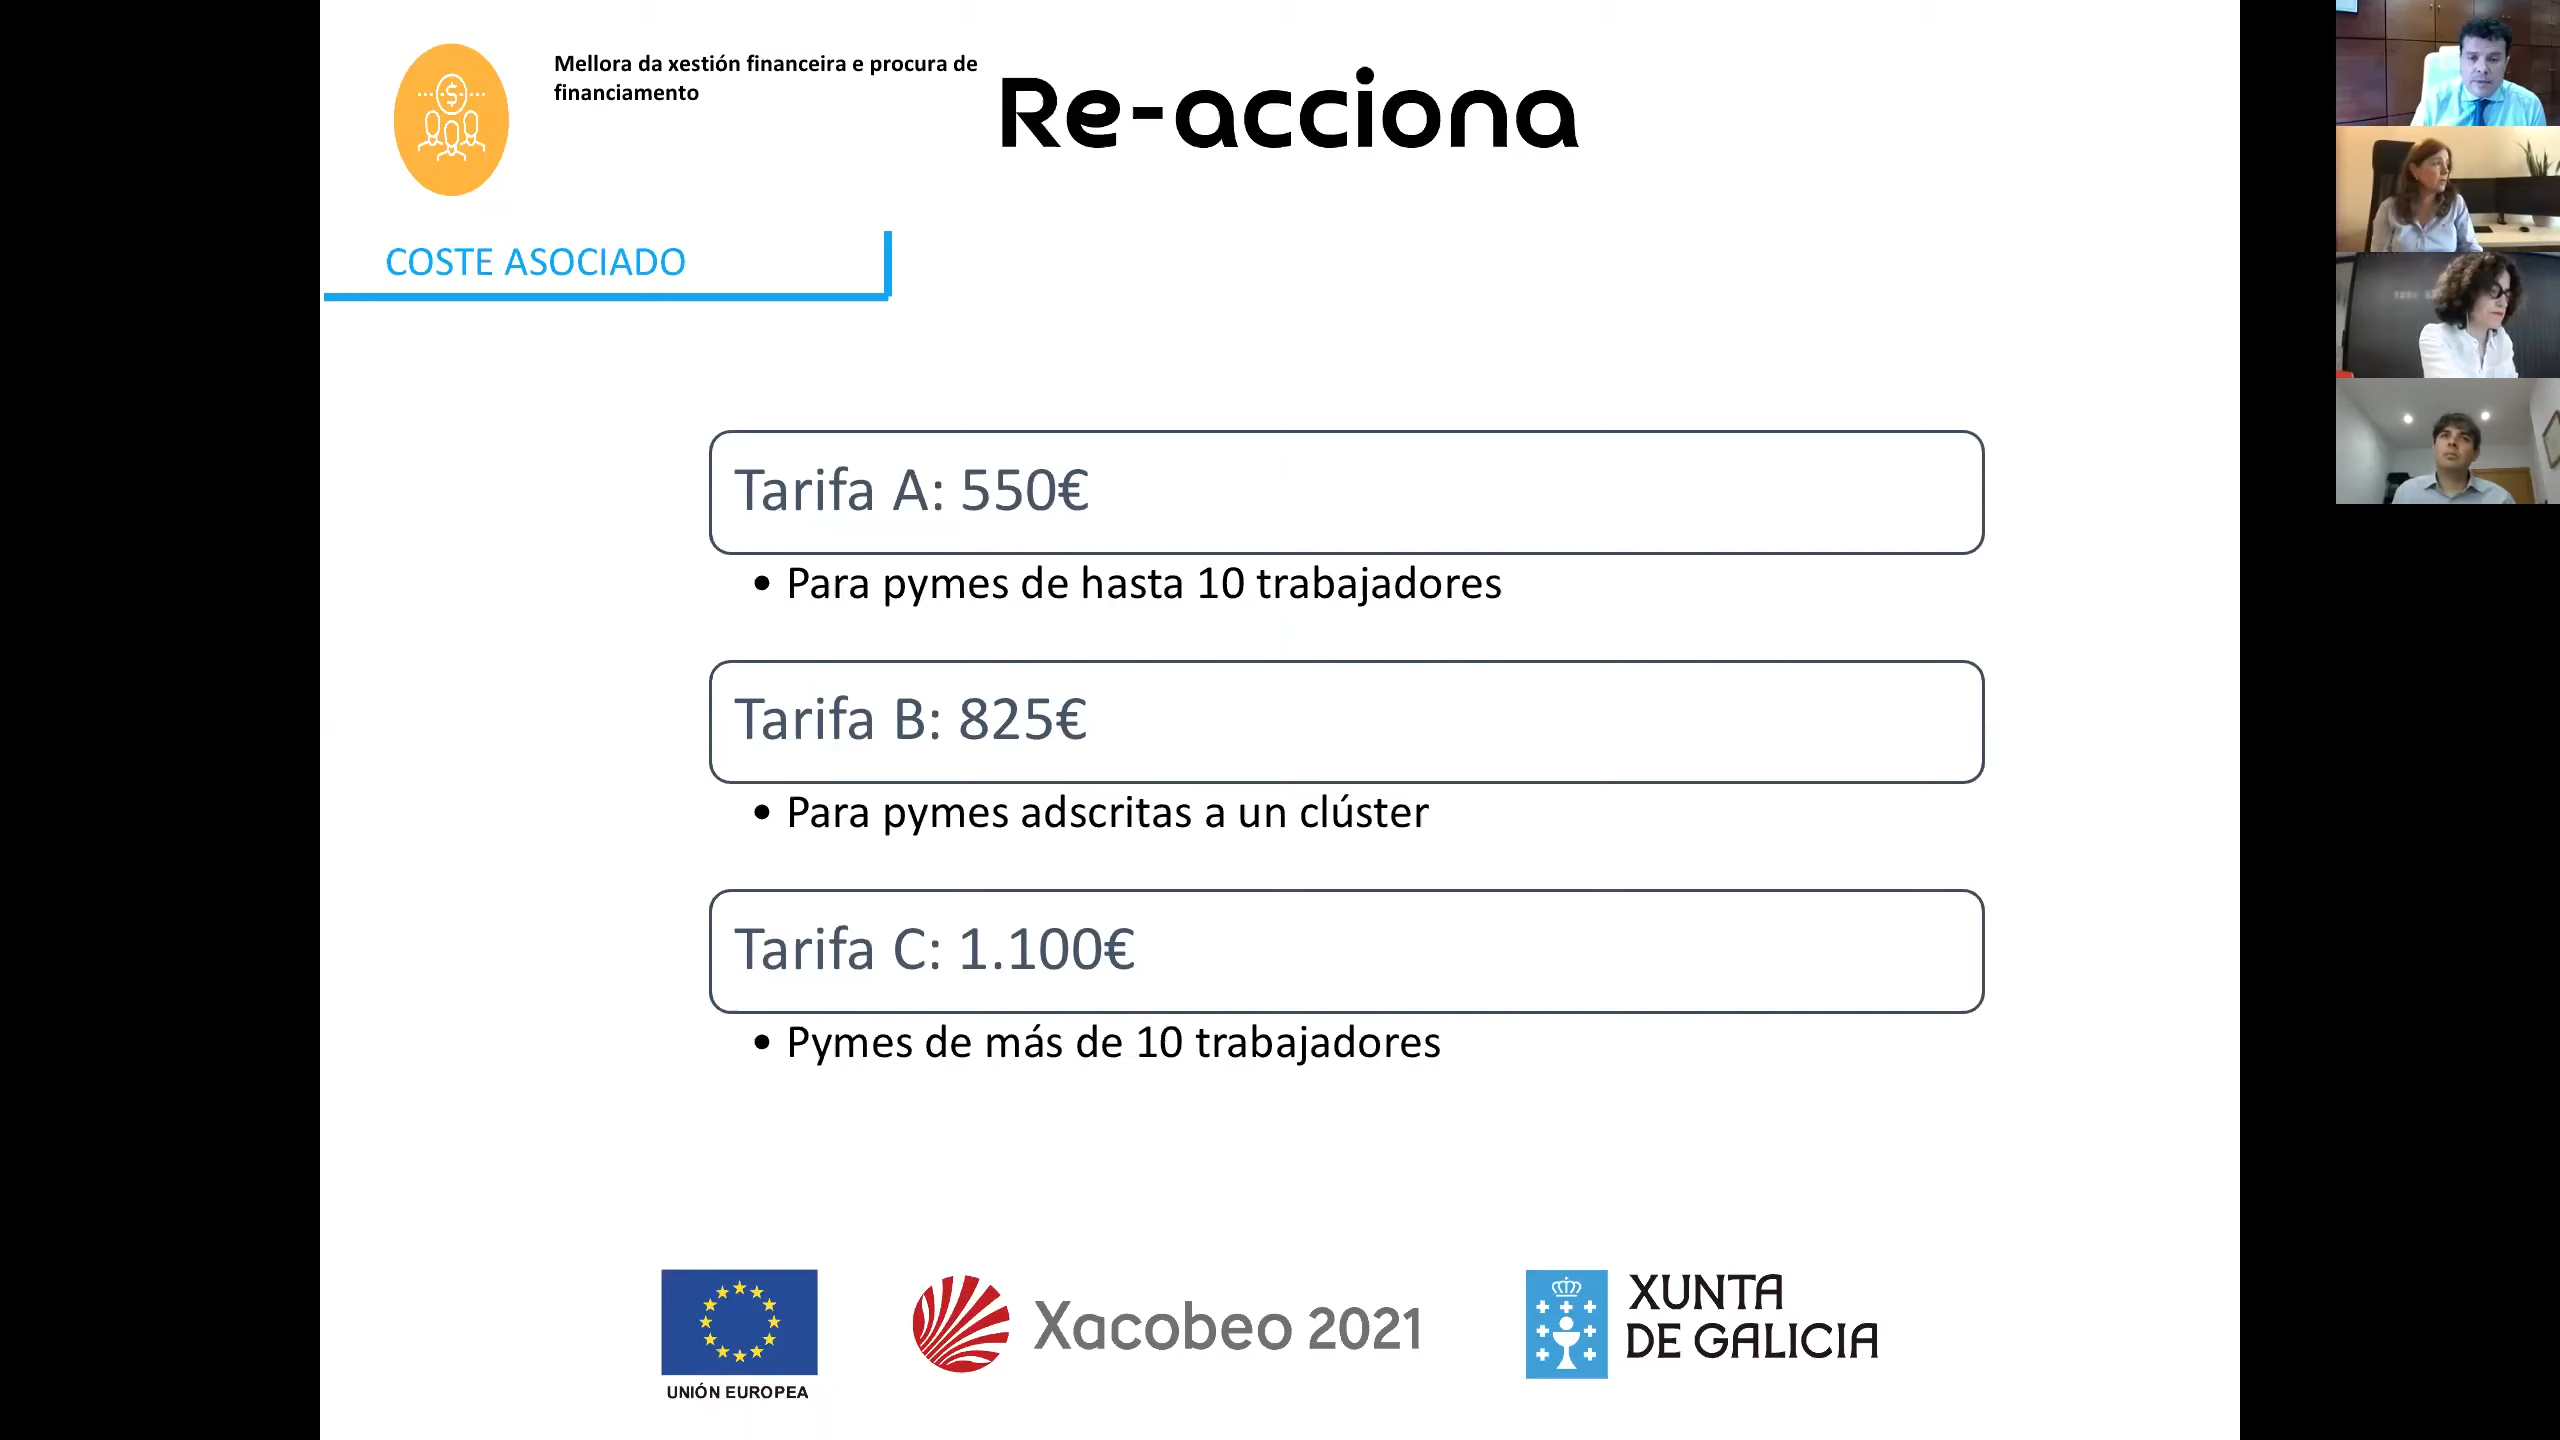 Mellora da xestión financeira e procura de
financiamento
Re-acciona
COSTE ASOCIADO
Tarifa A: 550€
• Para pymes de hasta 10 trabajadores
Tarifa B: 825€
• Para pymes adscritas a un clúster
Tarifa C: 1.100€
• Pymes de más de 10 trabajadores
UNIÓN EUROPEA
Xacobeo 2021
XUNTA
DE GALICIA